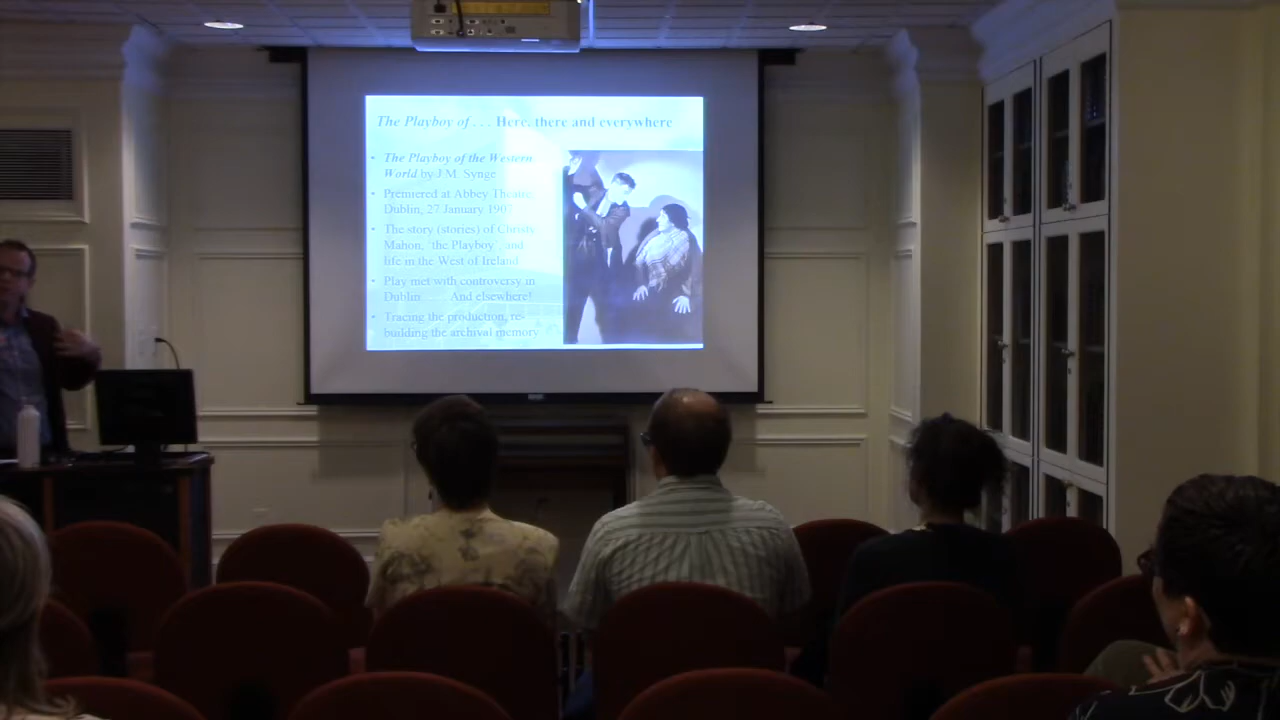 The Playboy of . . . Here, there and everywhere
• The Playboy of the Western
World by J.M. Synge
• Premiered at Abbey Theatre,
Dublin, 27 January 1907
• The story (stories) of Christy
Mahon, 'the Playboy', and
life in the West of Ireland
• Play met with controversy in
Dublin, . . . And elsewhere!
• Tracing the production, re-
building the archival memory